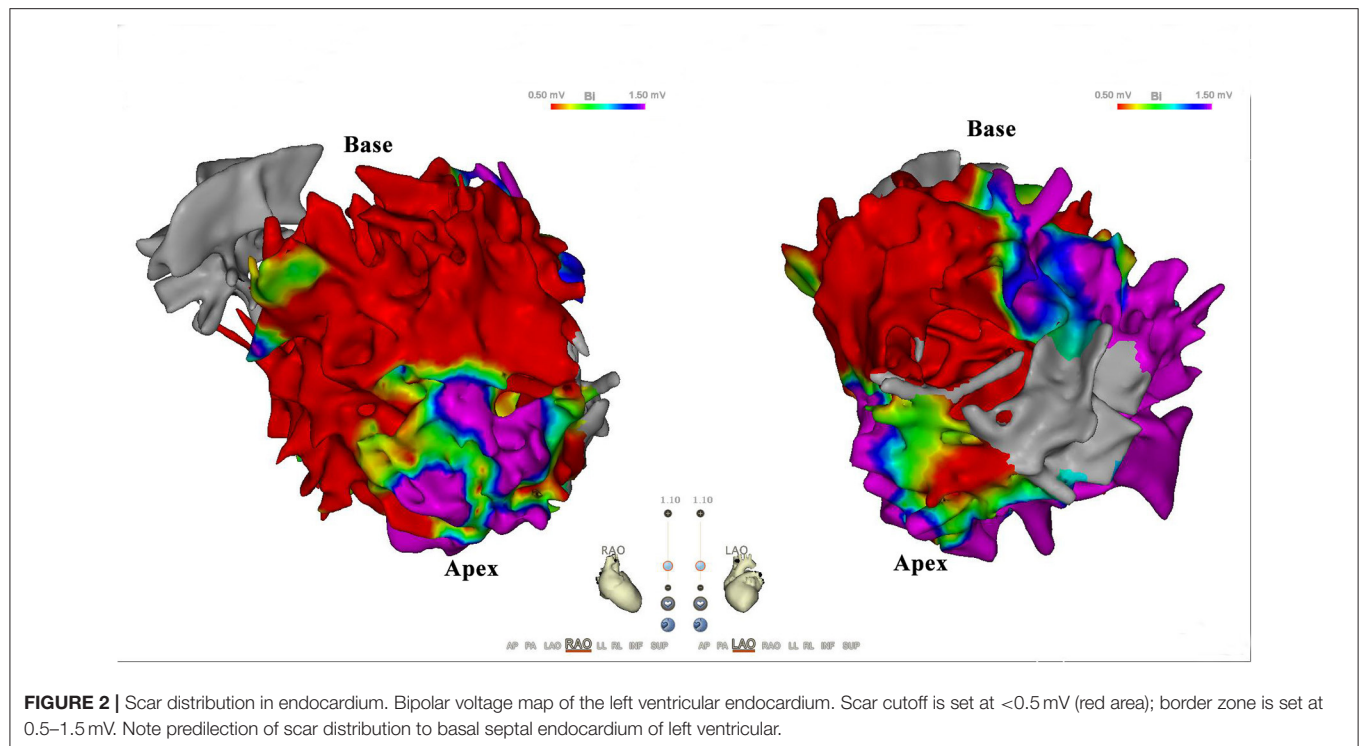 0.50 mV BI 1.50 mV
0.50 mV BI 1.50 mV
Base
Base
1.10 1.10
RAO
LAO
Apex
Apex
AP PA LAO RAO LL RL INF SUP
AP PA LAO RAO LL RL INF SUP
FIGURE 2 | Scar distribution in endocardium. Bipolar voltage map of the left ventricular endocardium. Scar cutoff is set at <0.5 mV (red area); border zone is set at
0.5–1.5 mV. Note predilection of scar distribution to basal septal endocardium of left ventricular.